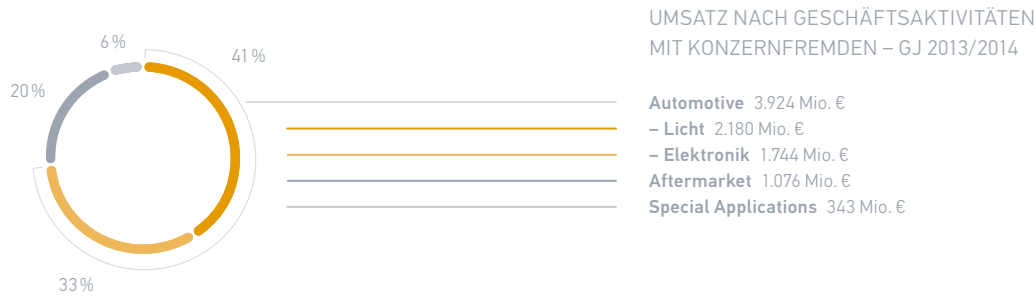 6 %
41 %
20 %
33 %
UMSATZ NACH GESCHÄFTSAKTIVITÄTEN
MIT KONZERNFREMDEN – GJ 2013/2014
Automotive 3.924 Mio. €
– Licht 2.180 Mio. €
– Elektronik 1.744 Mio. €
Aftermarket 1.076 Mio. €
Special Applications 343 Mio. €